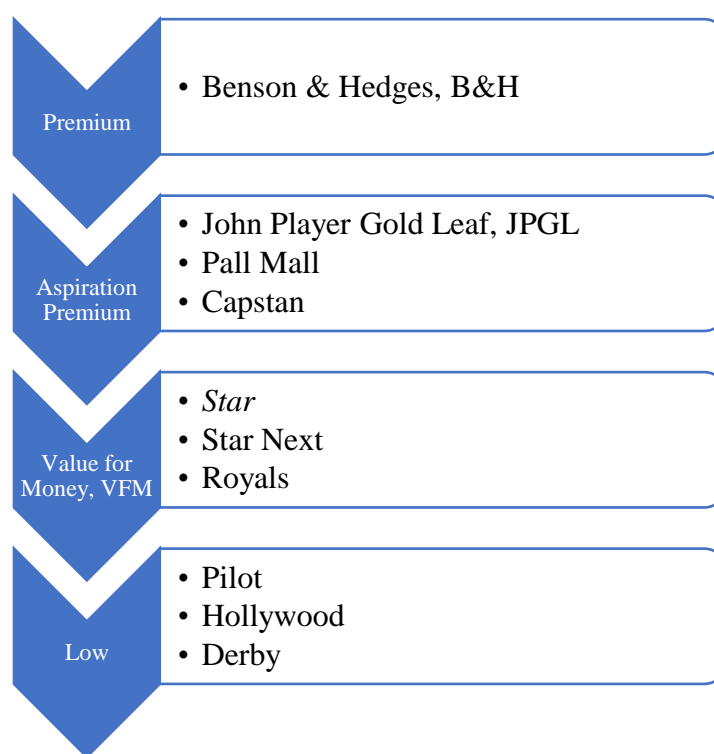 Premium
• Benson & Hedges, B&H
Aspiration
Premium
• John Player Gold Leaf, JPGL
• Pall Mall
• Capstan
Value for
Money, VFM
• Star
• Star Next
• Royals
Low
• Pilot
• Hollywood
• Derby